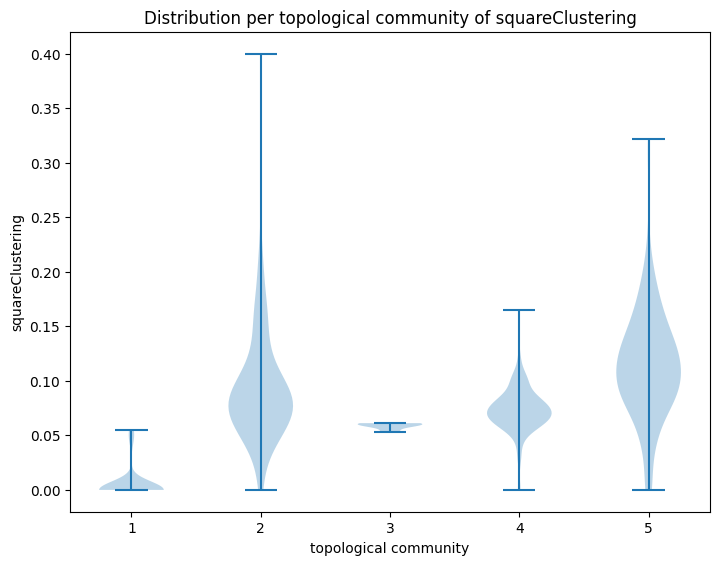 Distribution per topological community of squareClustering
0.40
0.35
0.30
0.25
0.20
0.15
0.10
0.05
0.00
squareClustering
1 2 3 4 5
topological community